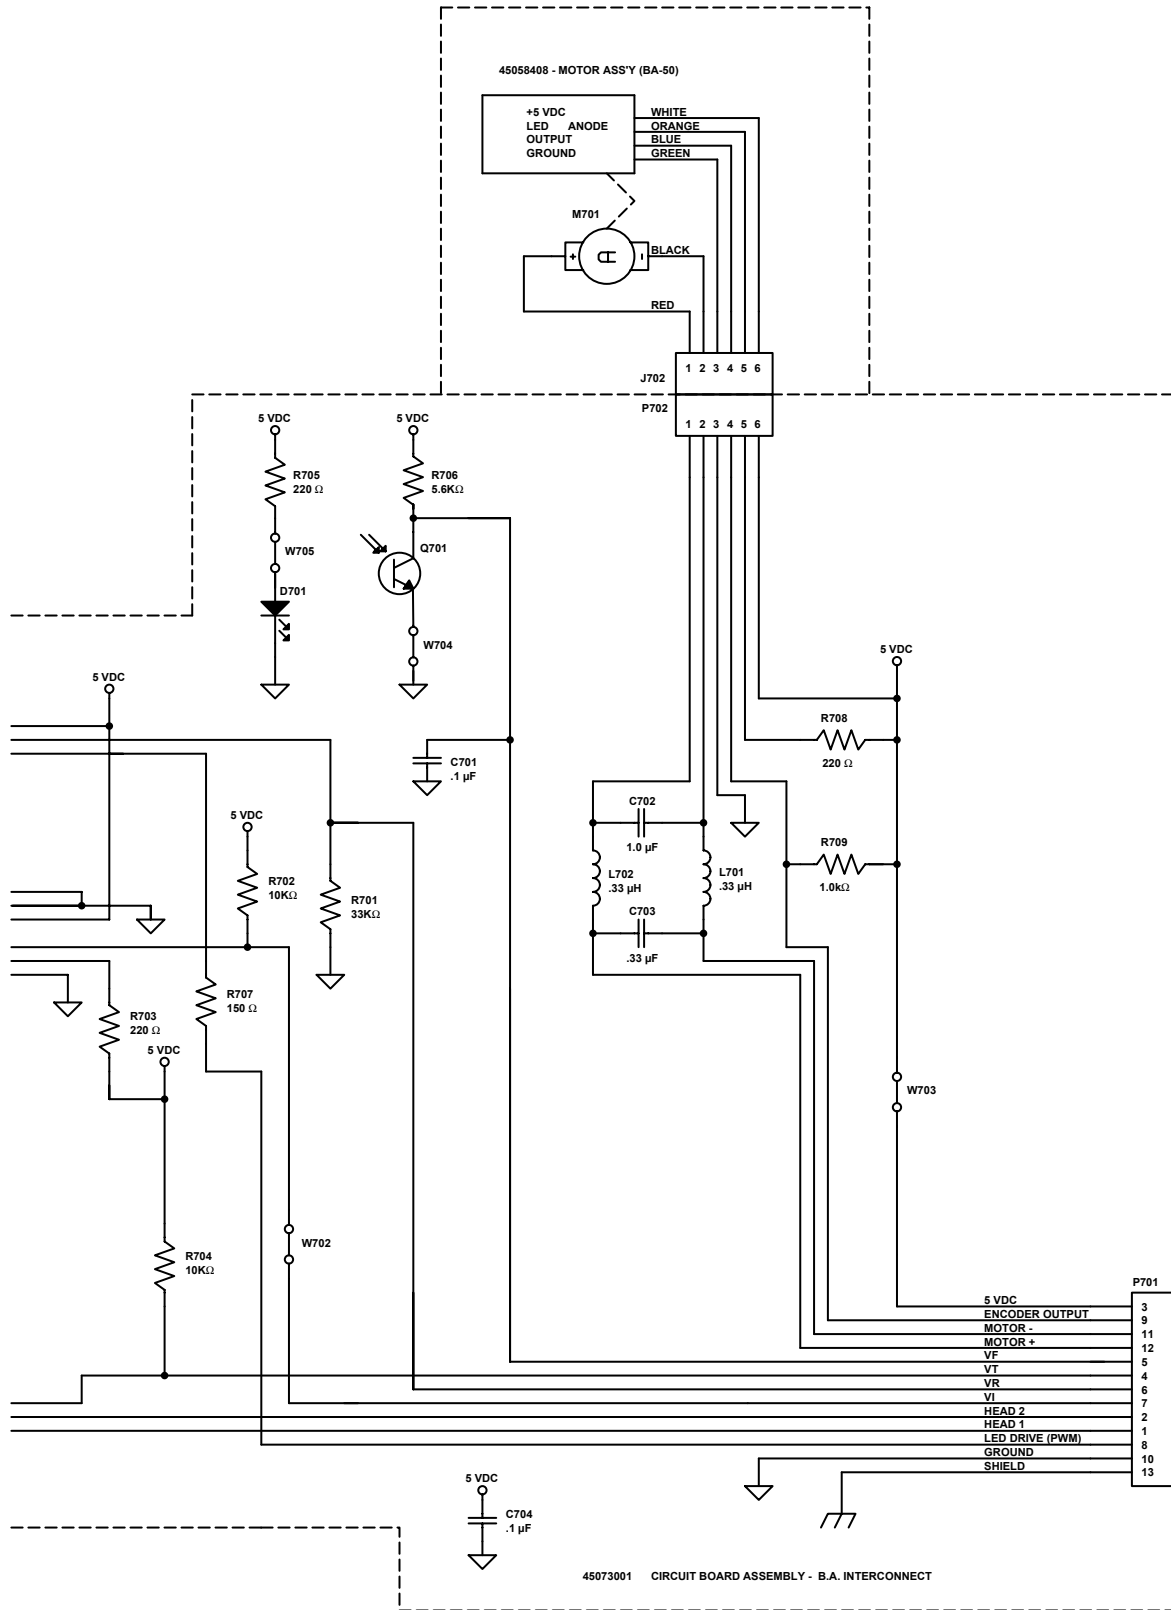 45058408 - MOTOR ASS'Y (BA-50)
+5 VDC
LED ANODE
OUTPUT
GROUND
WHITE
ORANGE
BLUE
GREEN
M701
+
-
BLACK
RED
J702
1 2 3 4 5 6
P702
1 2 3 4 5 6
5 VDC
R705
220 Ω
W705
D701
5 VDC
R706
5.6KΩ
Q701
W704
5 VDC
5 VDC
R708
220 Ω
C701
.1 µF
C702
1.0 µF
R709
1.0kΩ
5 VDC
R702
10KΩ
R701
33KΩ
L702
.33 µH
L701
.33 µH
C703
.33 µF
R707
150 Ω
R703
220 Ω
5 VDC
W703
R704
10KΩ
W702
P701
5 VDC 3
ENCODER OUTPUT 9
MOTOR - 11
MOTOR + 12
VF 5
VT 4
VR 6
VI 7
HEAD 2 2
HEAD 1 1
LED DRIVE (PWM) 8
GROUND 10
SHIELD 13
5 VDC
C704
.1 µF
45073001 CIRCUIT BOARD ASSEMBLY - B.A. INTERCONNECT